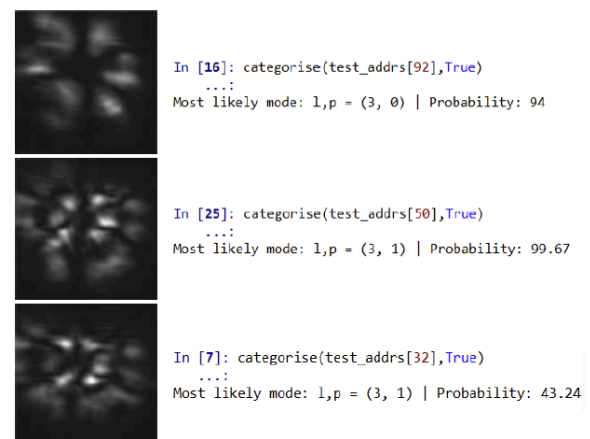 In [16]: categorise(test_addrs[92],True)
...:
Most likely mode: l,p = (3, 0) | Probability: 94
In [25]: categorise(test_addrs[50],True)
...:
Most likely mode: l,p = (3, 1) | Probability: 99.67
In [7]: categorise(test_addrs[32],True)
...:
Most likely mode: l,p = (3, 1) | Probability: 43.24